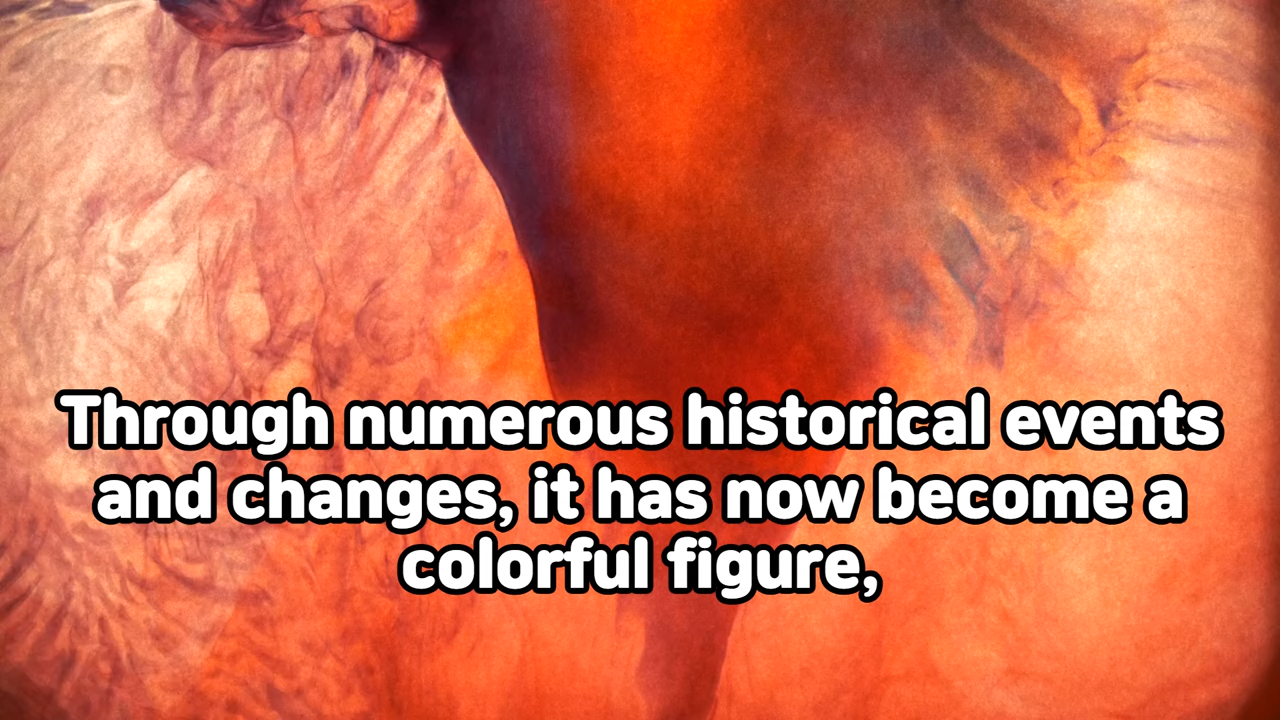 Through numerous historical events
and changes, it has now become a
colorful figure,